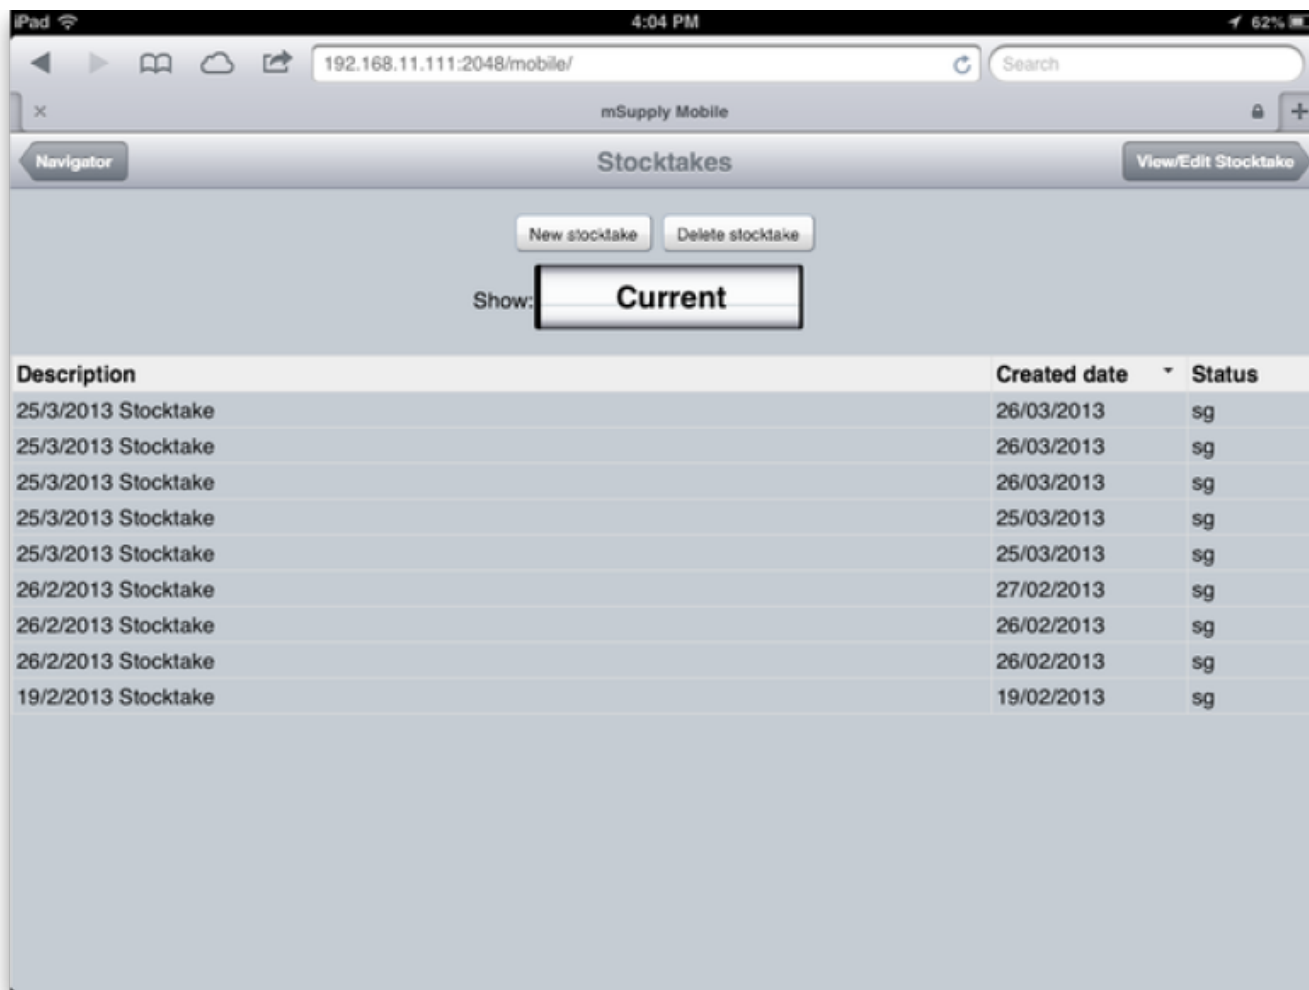 iPad 4:04 PM 62%
192.168.11.111:2048/mobile/ Search
mSupply Mobile
Navigator Stocktakes View/Edit Stocktake
New stocktake Delete stocktake
Show: Current
Description Created date Status
25/3/2013 Stocktake 26/03/2013 sg
25/3/2013 Stocktake 26/03/2013 sg
25/3/2013 Stocktake 26/03/2013 sg
25/3/2013 Stocktake 25/03/2013 sg
25/3/2013 Stocktake 25/03/2013 sg
26/2/2013 Stocktake 27/02/2013 sg
26/2/2013 Stocktake 26/02/2013 sg
26/2/2013 Stocktake 26/02/2013 sg
19/2/2013 Stocktake 19/02/2013 sg